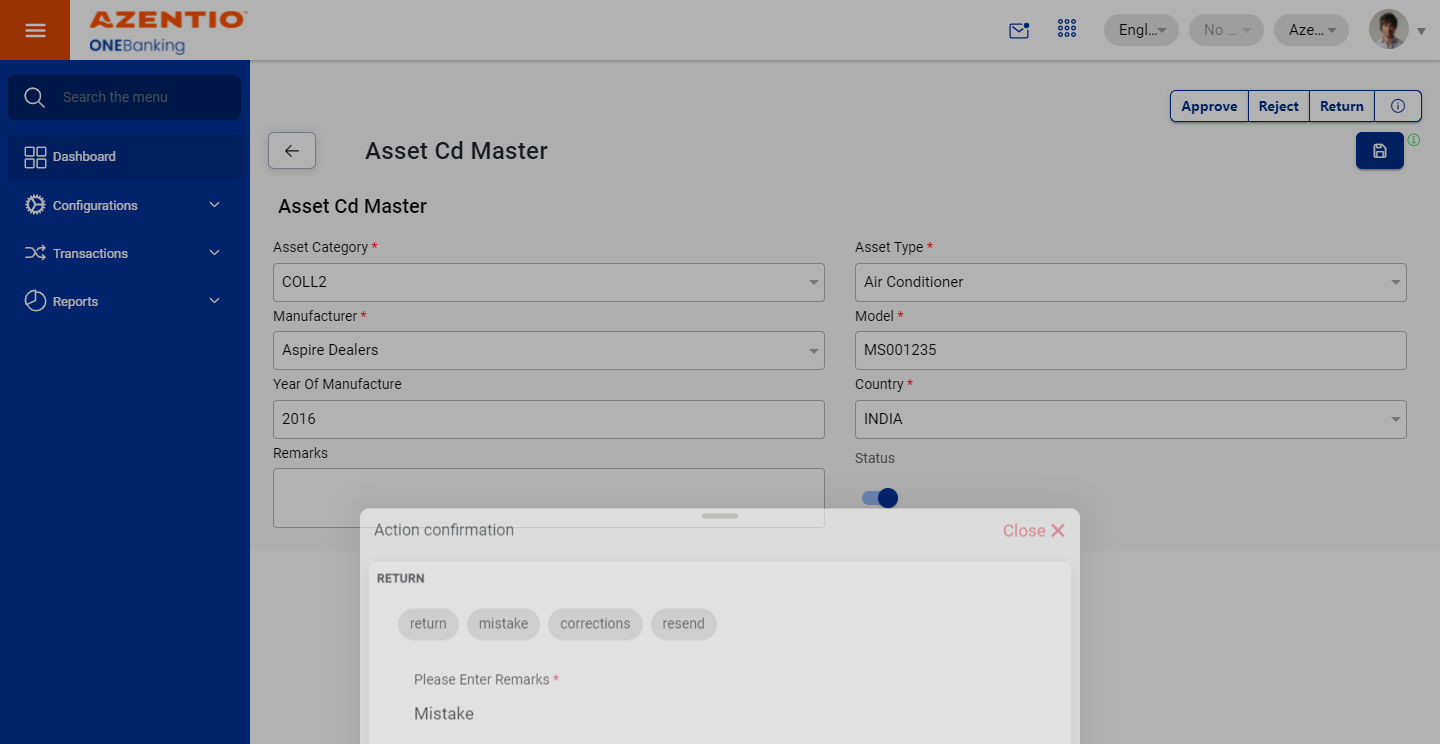 AZENTIO™
ONEBanking
Engl...
No ...
Aze...
Search the menu
Dashboard
Configurations
Transactions
Reports
Approve
Reject
Return
Asset Cd Master
Asset Cd Master
Asset Category *
COLL2
Asset Type *
Air Conditioner
Manufacturer *
Aspire Dealers
Model *
MS001235
Year Of Manufacture
2016
Country *
INDIA
Remarks
Status
Action confirmation
Close
RETURN
return
mistake
corrections
resend
Please Enter Remarks *
Mistake